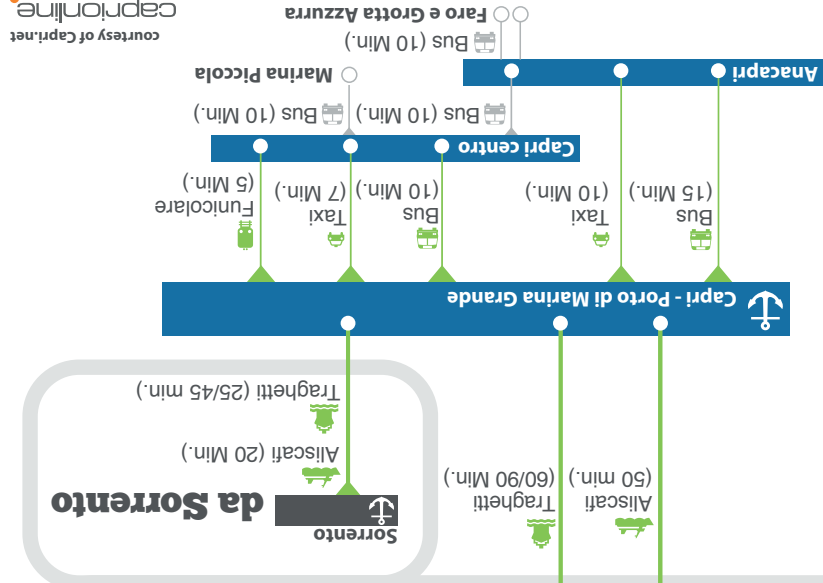 Sorrento
da Sorrento
Aliscafi
(50 min.)
Traghetti
(60/90 Min.)
Aliscafi (20 Min.)
Traghetti (25/45 min.)
Capri - Porto di Marina Grande
Bus
(15 Min.)
Taxi
(10 Min.)
Bus
(10 Min.)
Taxi
(7 Min.)
Funicolare
(5 Min.)
Capri centro
Bus (10 Min.)
Bus (10 Min.)
Anacapri
Marina Piccola
Bus (10 Min.)
Faro e Grotta Azzurra
courtesy of Capri.net
caprionline